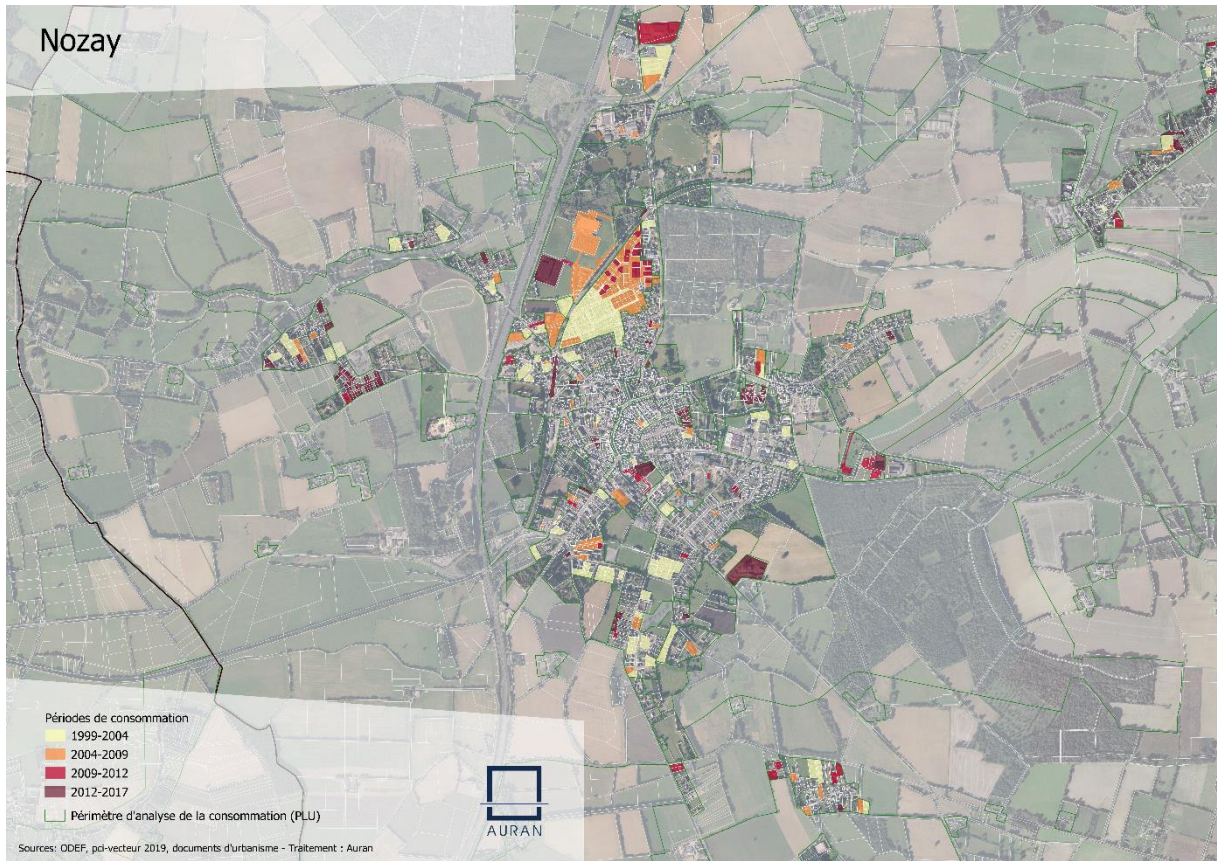 Nozay
Périodes de consommation
1999-2004
2004-2009
2009-2012
2012-2017
Périmètre d'analyse de la consommation (PLU)
AURAN
Sources: ODEF, pci-vecteur 2019, documents d'urbanisme - Traitement : Auran